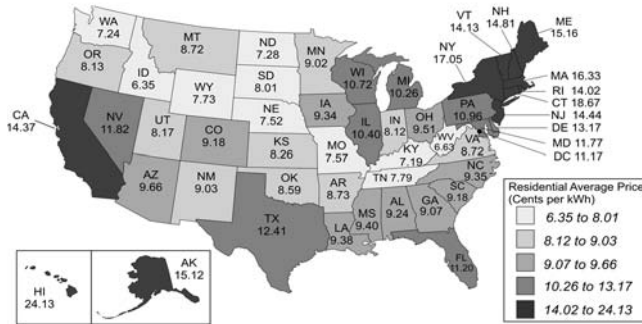 WA
7.24
OR
8.13
CA
14.37
ID
6.35
NV
11.82
MT
8.72
WY
7.73
UT
8.17
AZ
9.66
CO
9.18
NM
9.03
ND
7.28
SD
8.01
NE
7.52
KS
8.26
OK
8.59
TX
12.41
MN
9.02
IA
9.34
MO
7.57
AR
8.73
LA
9.38
WI
10.72
IL
10.40
MI
10.26
IN
8.12
OH
9.51
KY
7.19
TN 7.79
MS
9.40
AL
9.24
GA
9.07
FL
11.20
SC
9.18
NC
9.35
VA
8.72
WV
6.63
PA
10.96
NY
17.05
VT
14.13
NH
14.81
ME
15.16
MA 16.33
RI 14.02
CT 18.67
NJ 14.44
DE 13.17
MD 11.77
DC 11.17
HI
24.13
AK
15.12
Residential Average Price
(Cents per kWh)
6.35 to 8.01
8.12 to 9.03
9.07 to 9.66
10.26 to 13.17
14.02 to 24.13